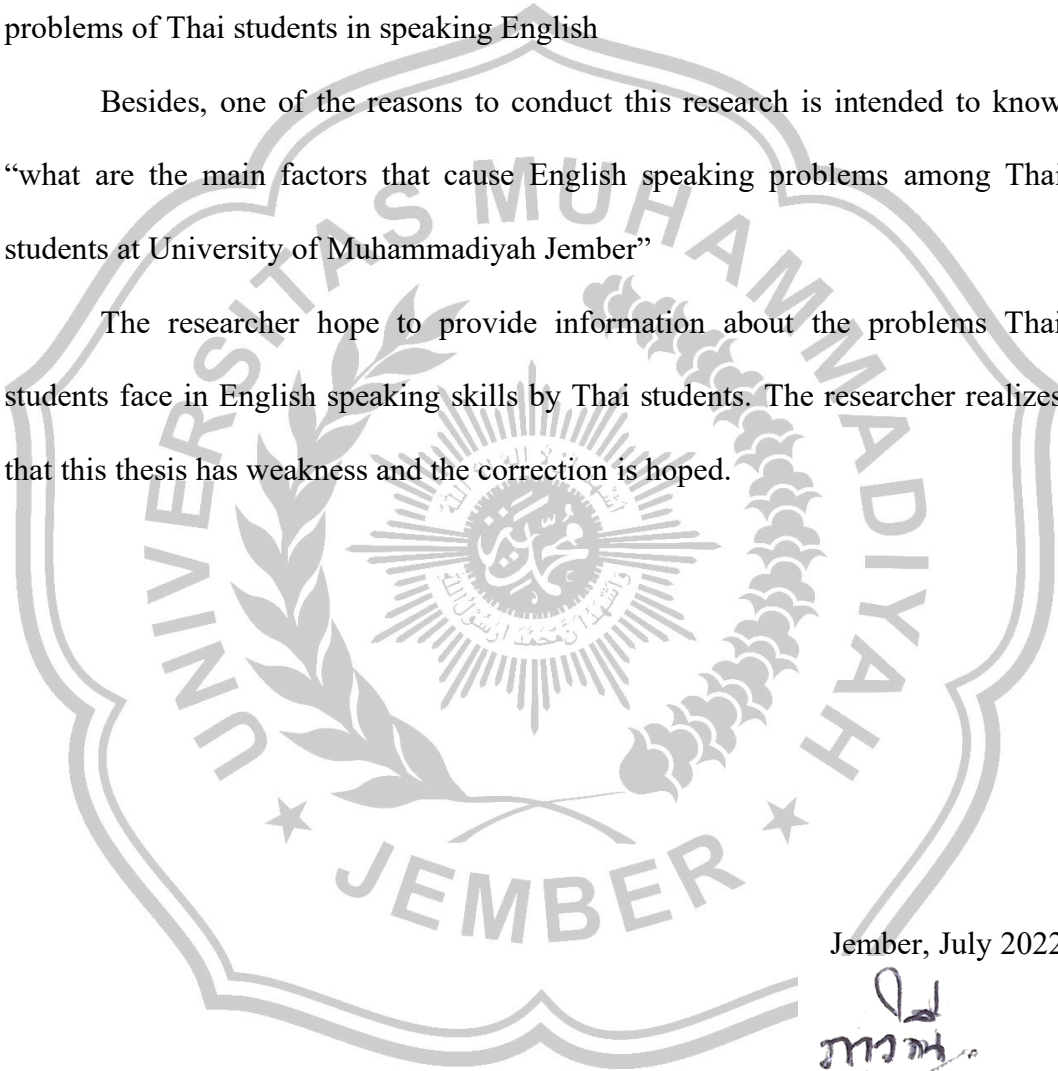 problems of Thai students in speaking English
Besides, one of the reasons to conduct this research is intended to know
“what are the main factors that cause English speaking problems among Thai
students at University of Muhammadiyah Jember”
The researcher hope to provide information about the problems Thai
students face in English speaking skills by Thai students. The researcher realizes
that this thesis has weakness and the correction is hoped.
UNIVERSITAS MUHAMMADIYAH
JEMBER
Jember, July 2022